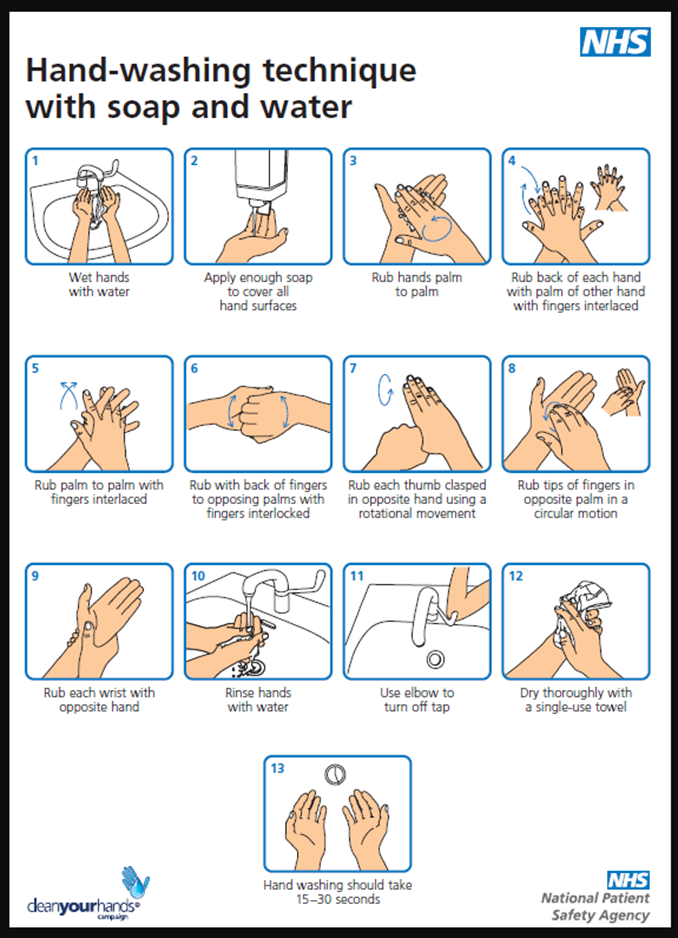 NHS
Hand-washing technique
with soap and water
1
Wet hands
with water
2
Apply enough soap
to cover all
hand surfaces
3
Rub hands palm
to palm
4
Rub back of each hand
with palm of other hand
with fingers interlaced
5
Rub palm to palm with
fingers interlaced
6
Rub with back of fingers
to opposing palms with
fingers interlocked
7
Rub each thumb clasped
in opposite hand using a
rotational movement
8
Rub tips of fingers in
opposite palm in a
circular motion
9
Rub each wrist with
opposite hand
10
Rinse hands
with water
11
Use elbow to
turn off tap
12
Dry thoroughly with
a single-use towel
13
Hand washing should take
15–30 seconds
cleanyourhands®
campaign
NHS
National Patient
Safety Agency